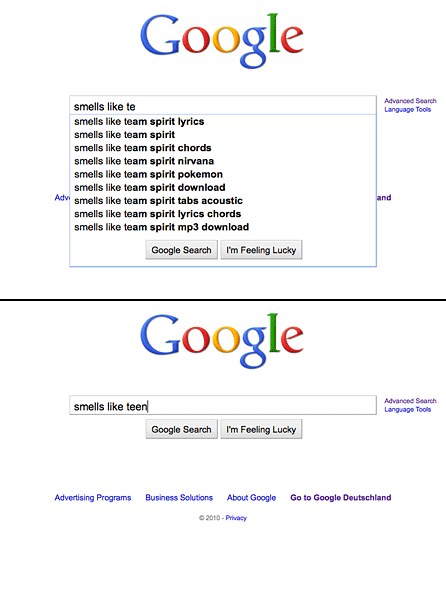 Google
smells like te
Advanced Search
Language Tools
smells like team spirit lyrics
smells like team spirit
smells like team spirit chords
smells like team spirit nirvana
smells like team spirit pokemon
smells like team spirit download
Adv
and
smells like team spirit tabs acoustic
smells like team spirit lyrics chords
smells like team spirit mp3 download
Google Search I'm Feeling Lucky
Google
smells like teen
Advanced Search
Language Tools
Google Search I'm Feeling Lucky
Advertising Programs Business Solutions About Google Go to Google Deutschland
© 2010 - Privacy